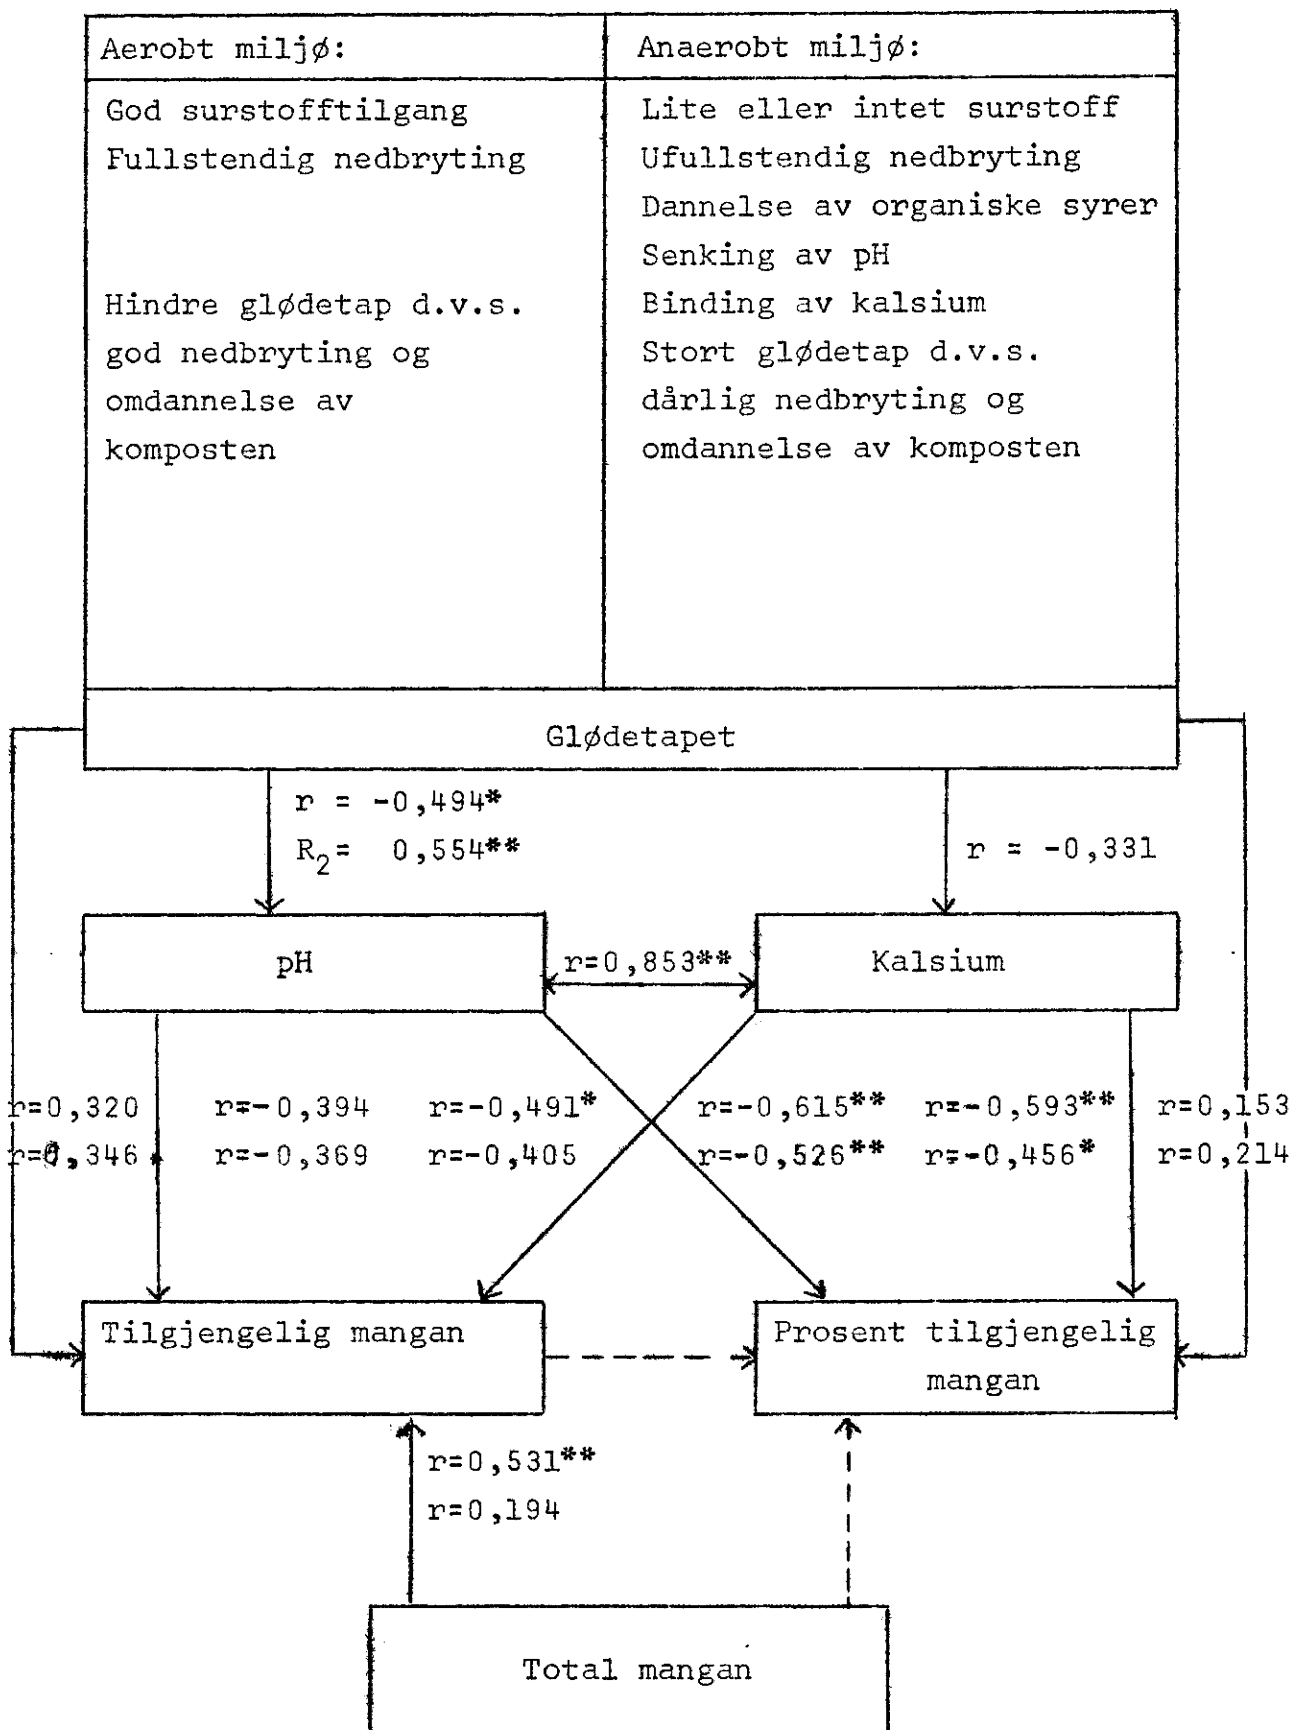 Aerobt miljø:
God surstofftilgang
Fullstendig nedbryting
Hindre glødetap d.v.s.
god nedbryting og
omdannelse av
komposten
Anaerobt miljø:
Lite eller intet surstoff
Ufullstendig nedbryting
Dannelse av organiske syrer
Senking av pH
Binding av kalsium
Stort glødetap d.v.s.
dårlig nedbryting og
omdannelse av komposten
Glødetapet
r = -0,494*
R2= 0,554**
r = -0,331
pH
r=0,853**
Kalsium
r=0,320 r=-0,394 r=-0,491* r=-0,615** r=-0,593** r=0,153
r=0,346 r=-0,369 r=-0,405 r=-0,526** r=-0,456* r=0,214
Tilgjengelig mangan
Prosent tilgjengelig
mangan
r=0,531**
r=0,194
Total mangan